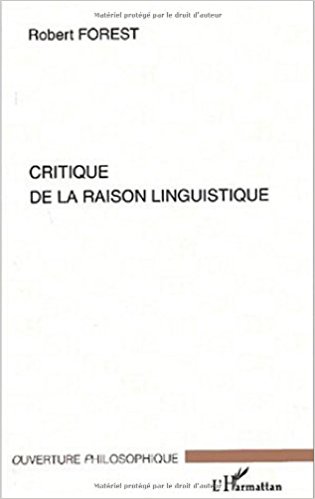 Matériel protégé par le droit d'auteur
Robert FOREST
CRITIQUE
DE LA RAISON LINGUISTIQUE
OUVERTURE PHILOSOPHIQUE
Matériel protégé par le droit d'auteur
L'Harmattan